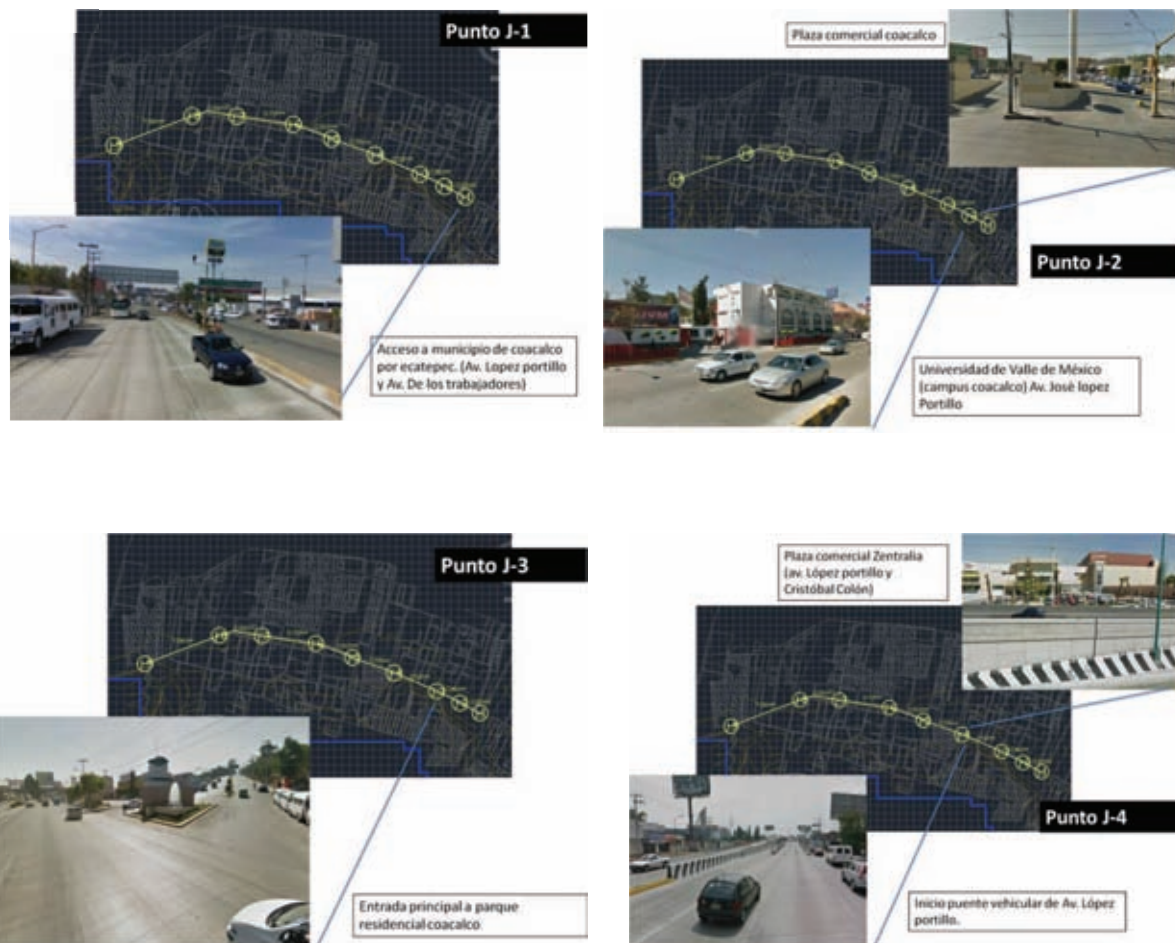 Punto J-1
Acceso a municipio de coacalco
por ecatepec. (Av. Lopez portillo
y Av. De los trabajadores)
Plaza comercial coacalco
Punto J-2
UVM
Universidad de Valle de México
(campus coacalco) Av. Josè lopez
Portillo
Punto J-3
Entrada principal a parque
residencial coacalco
Plaza comercial Zentralia
(av. López portillo y
Cristóbal Colón)
Punto J-4
Inicio puente vehicular de Av. López
portillo.